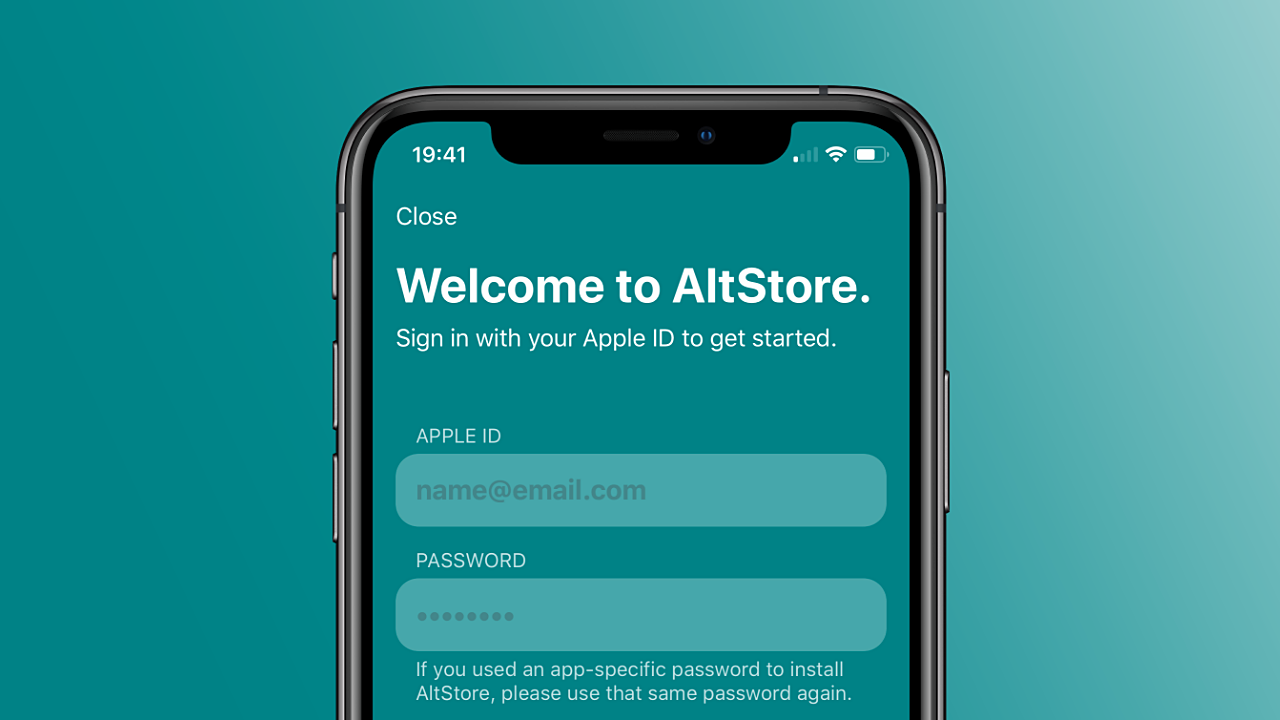 19:41
Close
Welcome to AltStore.
Sign in with your Apple ID to get started.
APPLE ID
name@email.com
PASSWORD
••••••••
If you used an app-specific password to install
AltStore, please use that same password again.